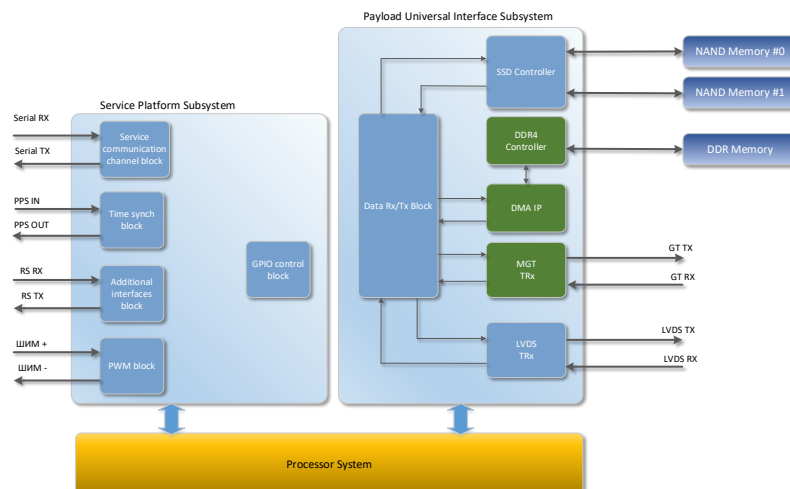 Payload Universal Interface Subsystem
SSD Controller
NAND Memory #0
NAND Memory #1
Service Platform Subsystem
Serial RX
Serial TX
Service
communication
channel block
DDR4
Controller
DDR Memory
PPS IN
PPS OUT
Time synch
block
Data Rx/Tx Block
DMA IP
RS RX
RS TX
Additional
interfaces
block
GPIO control
block
MGT
TRx
GT TX
GT RX
ШИМ +
ШИМ -
PWM block
LVDS
TRx
LVDS TX
LVDS RX
Processor System